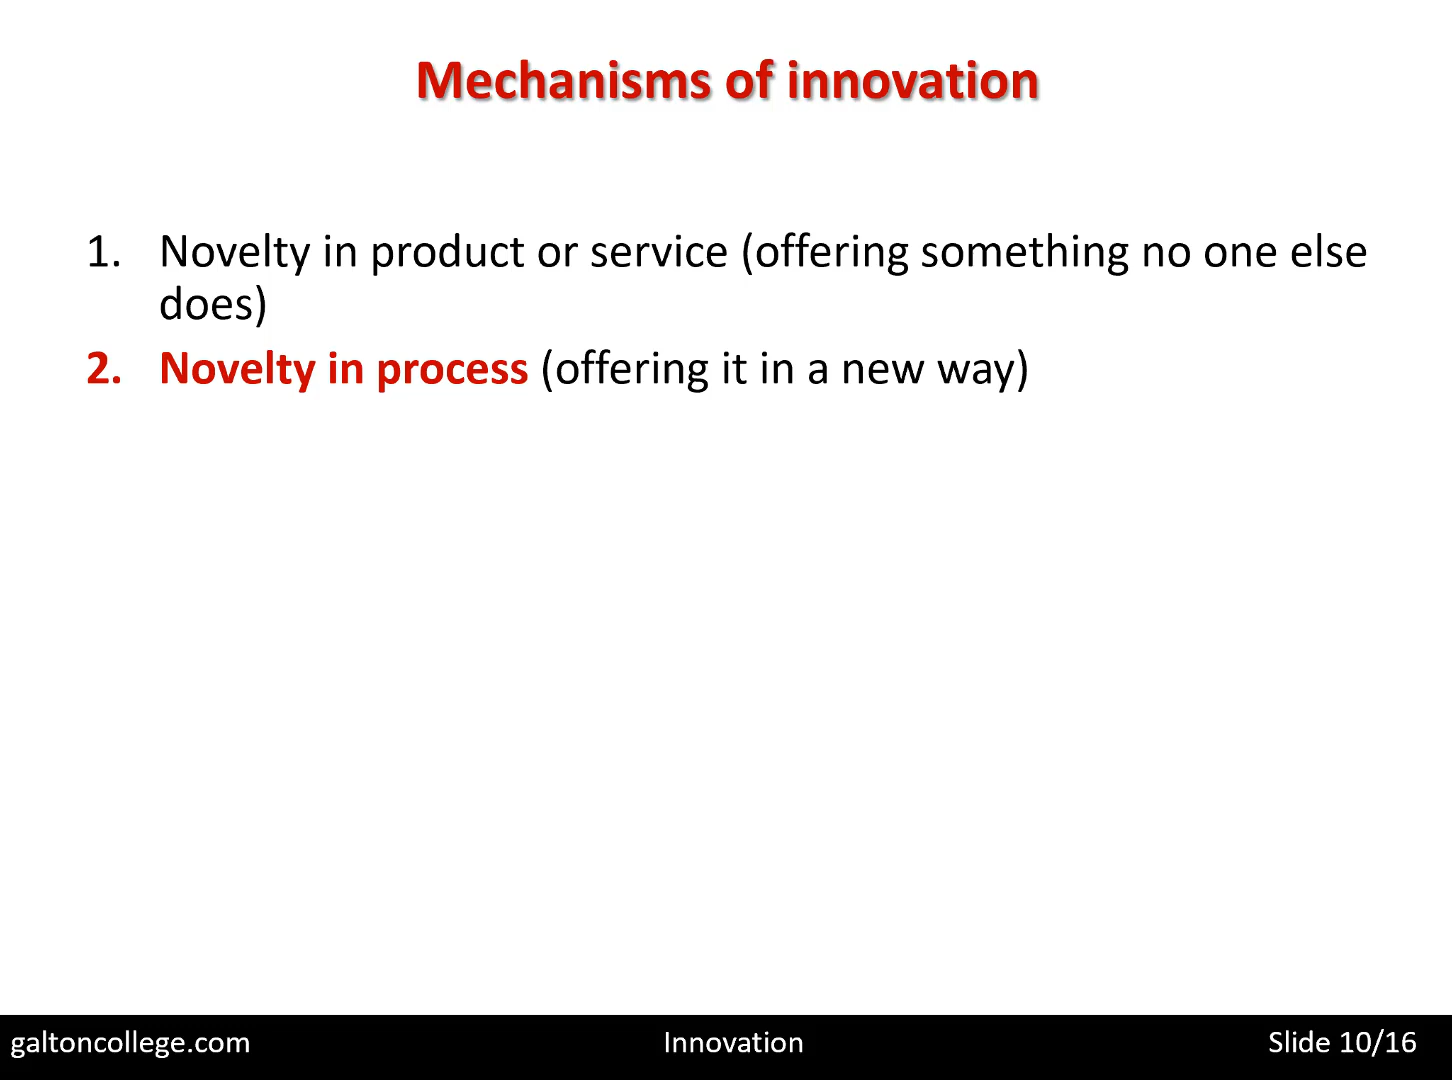 Mechanisms of innovation
1. Novelty in product or service (offering something no one else
does)
2. Novelty in process (offering it in a new way)
galtoncollege.com Innovation Slide 10/16